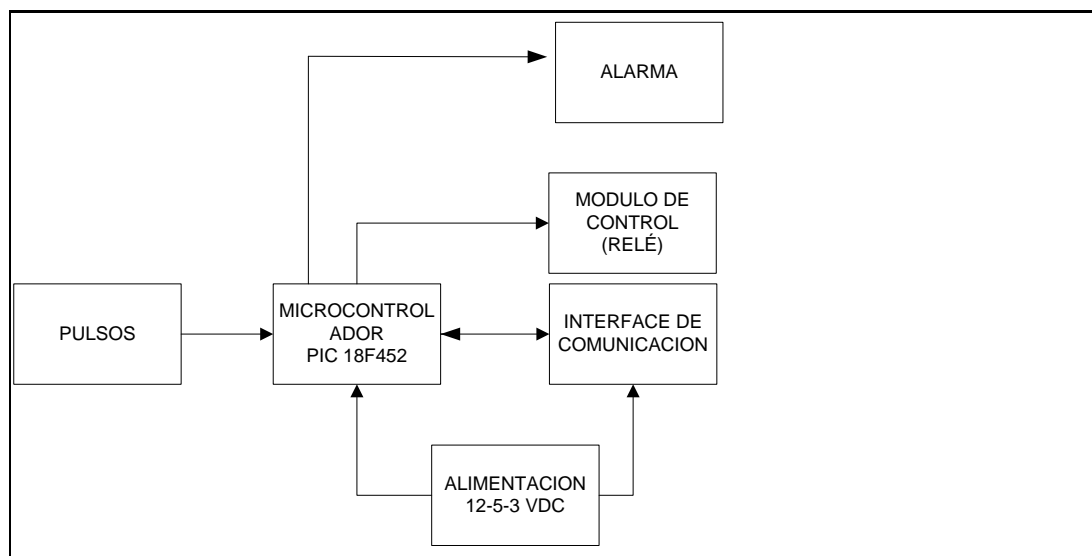 ALARMA
MODULO DE
CONTROL
(RELÉ)
PULSOS
MICROCONTROL
ADOR
PIC 18F452
INTERFACE DE
COMUNICACION
ALIMENTACION
12-5-3 VDC